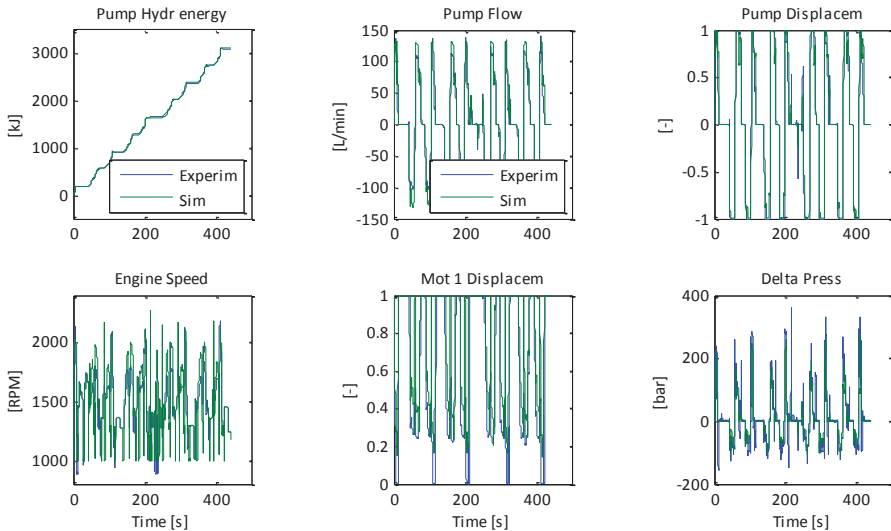 Pump Hydr energy
[kJ]
3000
2000
1000
0
Experim
Sim
0 200 400
Pump Flow
[L/min]
150
100
50
0
50
-100
150
Experim
Sim
0 200 400
Pump Displacem
[-]
1
0.5
0
-0.5
-1
0 200 400
Engine Speed
[RPM]
2000
1500
1000
0 200 400
Time [s]
Mot 1 Displacem
[-]
1
0.8
0.6
0.4
0.2
0
0 200 400
Time [s]
Delta Press
[bar]
400
200
0
-200
0 200 400
Time [s]